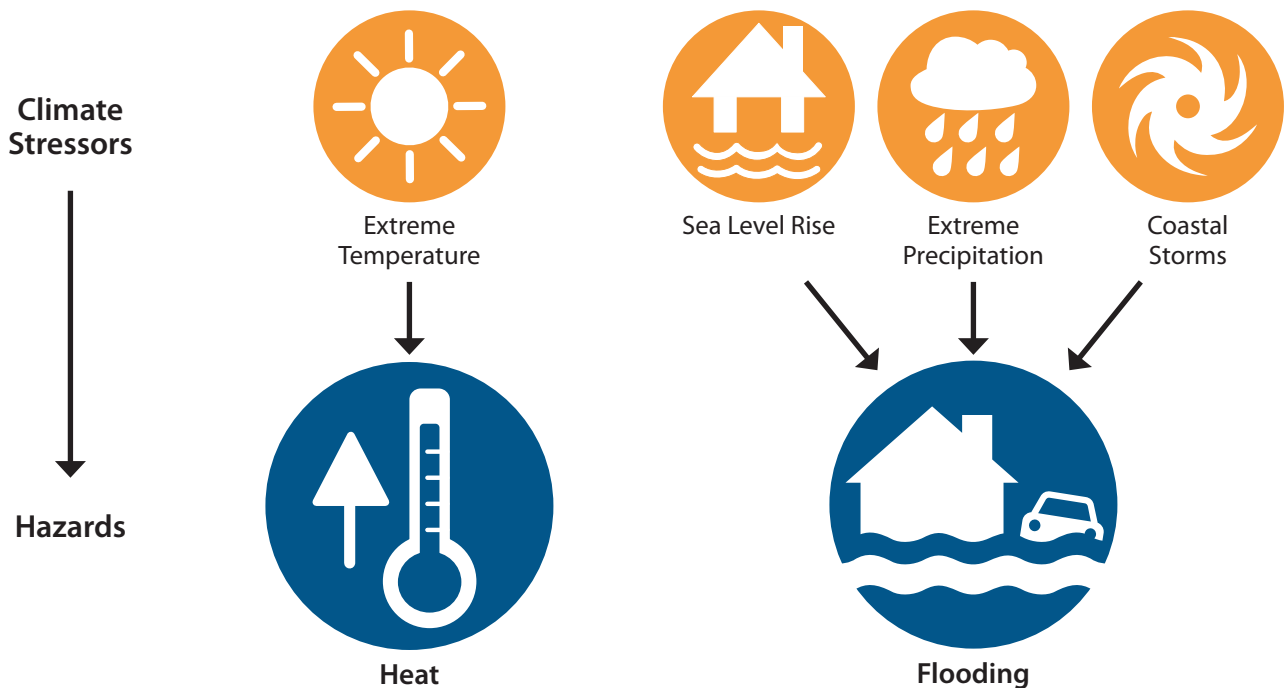 Climate
Stressors
Extreme
Temperature
Sea Level Rise
Extreme
Precipitation
Coastal
Storms
Hazards
Heat
Flooding